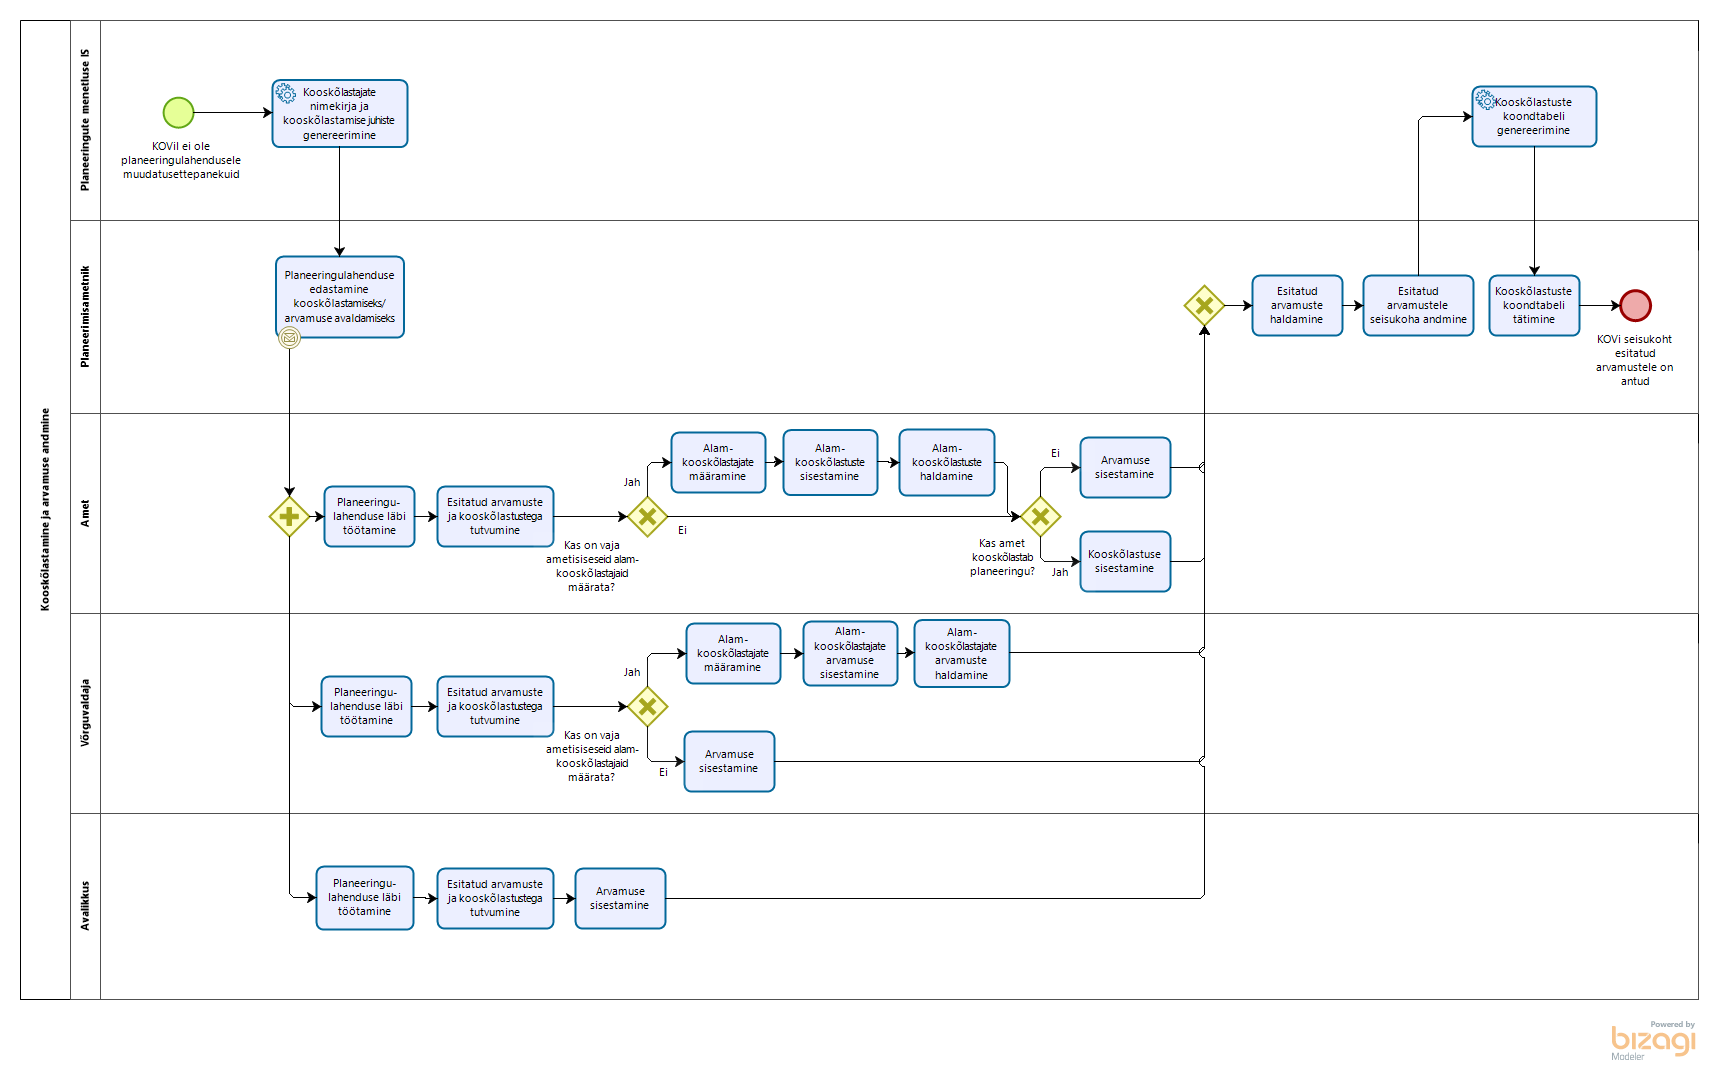 Kooskõlastamine ja arvamuse andmine
Planeeringute menetluse IS
KOVil ei ole
planeeringulahendusele
muudatusettepanekuid
Kooskõlastajate
nimekirja ja
kooskõlastamise juhiste
genereerimine
Kooskõlastuste
koondtabeli
genereerimine
Planeerimisametnik
Planeeringulahenduse
edastamine
kooskõlastamiseks/
arvamuse avaldamiseks
Esitatud
arvamuste
haldamine
Esitatud
arvamustele
seisukoha andmine
Kooskõlastuste
koondtabeli
tätimine
KOVi seisukoht
esitatud
arvamustele on
antud
Amet
Planeeringu-
lahenduse läbi
töötamine
Esitatud arvamuste
ja kooskõlastustega
tutvumine
Kas on vaja
ametisiseseid alam-
kooskõlastajaid
määrata?
Jah
Ei
Alam-
kooskõlastajate
määramine
Alam-
kooskõlastuste
sisestamine
Alam-
kooskõlastuste
haldamine
Kas amet
kooskõlastab
planeeringu?
Ei
Jah
Arvamuse
sisestamine
Kooskõlastuse
sisestamine
Võrguvaldaja
Planeeringu-
lahenduse läbi
töötamine
Esitatud arvamuste
ja kooskõlastustega
tutvumine
Kas on vaja
ametisiseseid alam-
kooskõlastajaid
määrata?
Jah
Ei
Alam-
kooskõlastajate
määramine
Alam-
kooskõlastajate
arvamuse
sisestamine
Alam-
kooskõlastajate
arvamuste
haldamine
Arvamuse
sisestamine
Avalikkus
Planeeringu-
lahenduse läbi
töötamine
Esitatud arvamuste
ja kooskõlastustega
tutvumine
Arvamuse
sisestamine
Powered by
bizagi
Modeler